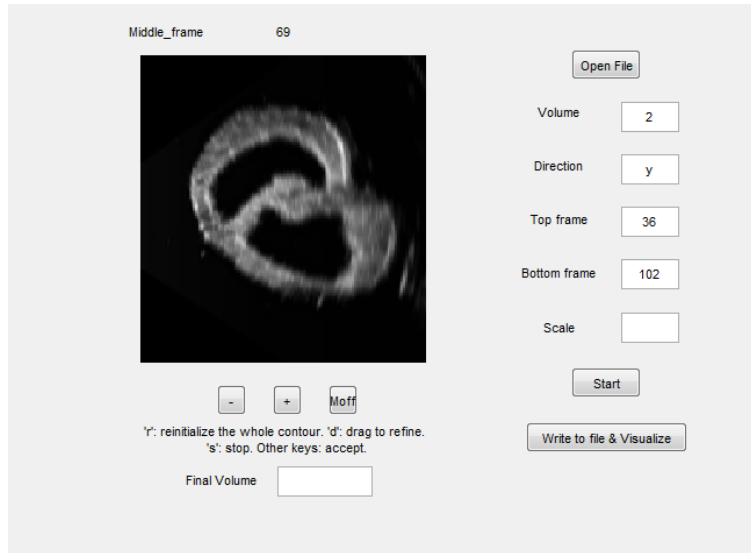 Middle_frame 69
Open File
Volume 2
Direction y
Top frame 36
Bottom frame 102
Scale
Start
- + Moff
'r': reinitialize the whole contour. 'd': drag to refine.
's': stop. Other keys: accept.
Write to file & Visualize
Final Volume